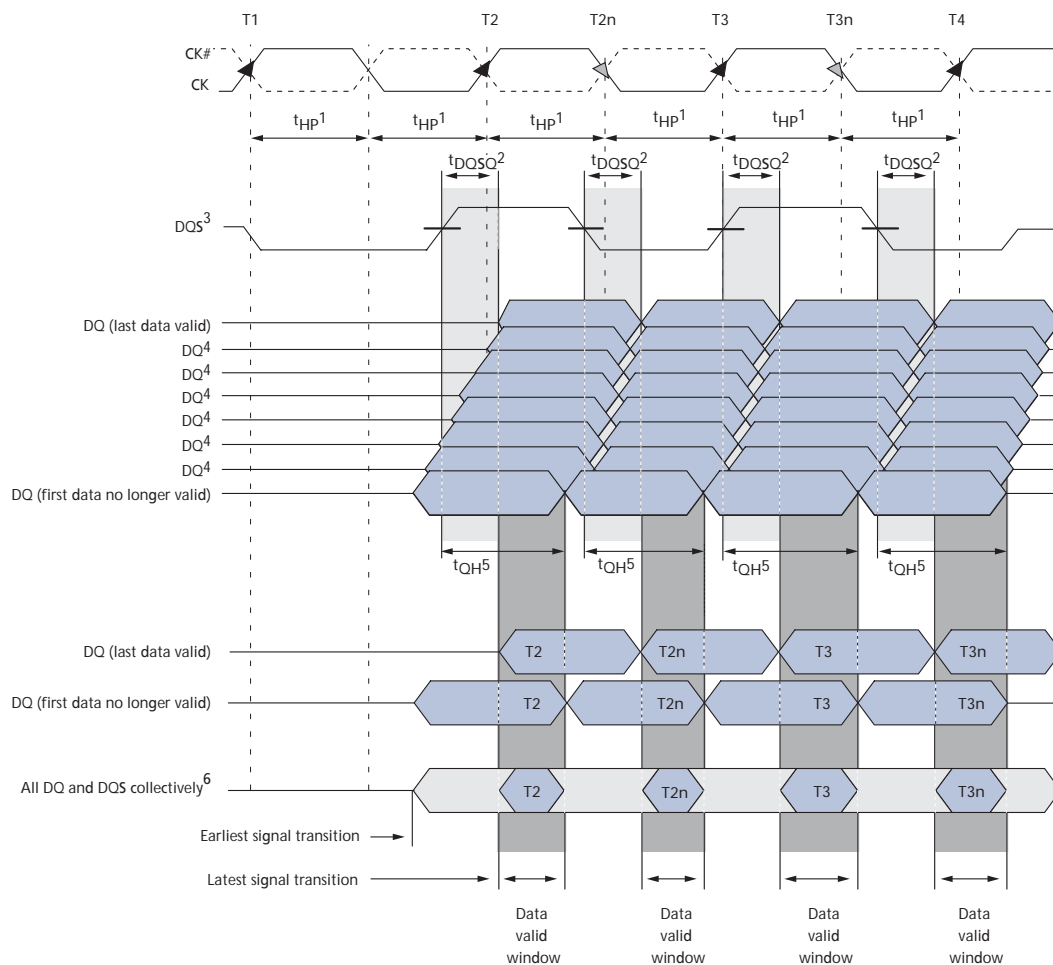 T1 T2 T2n T3 T3n T4
CK#
CK
tHP1 tHP1 tHP1 tHP1 tHP1 tHP1
tDQSQ2 tDQSQ2 tDQSQ2 tDQSQ2
DQS3
DQ (last data valid)
DQ4
DQ4
DQ4
DQ4
DQ4
DQ4
DQ (first data no longer valid)
tQH5 tQH5 tQH5 tQH5
DQ (last data valid) T2 T2n T3 T3n
DQ (first data no longer valid) T2 T2n T3 T3n
All DQ and DQS collectively6 T2 T2n T3 T3n
Earliest signal transition
Latest signal transition
Data Data Data Data
valid valid valid valid
window window window window